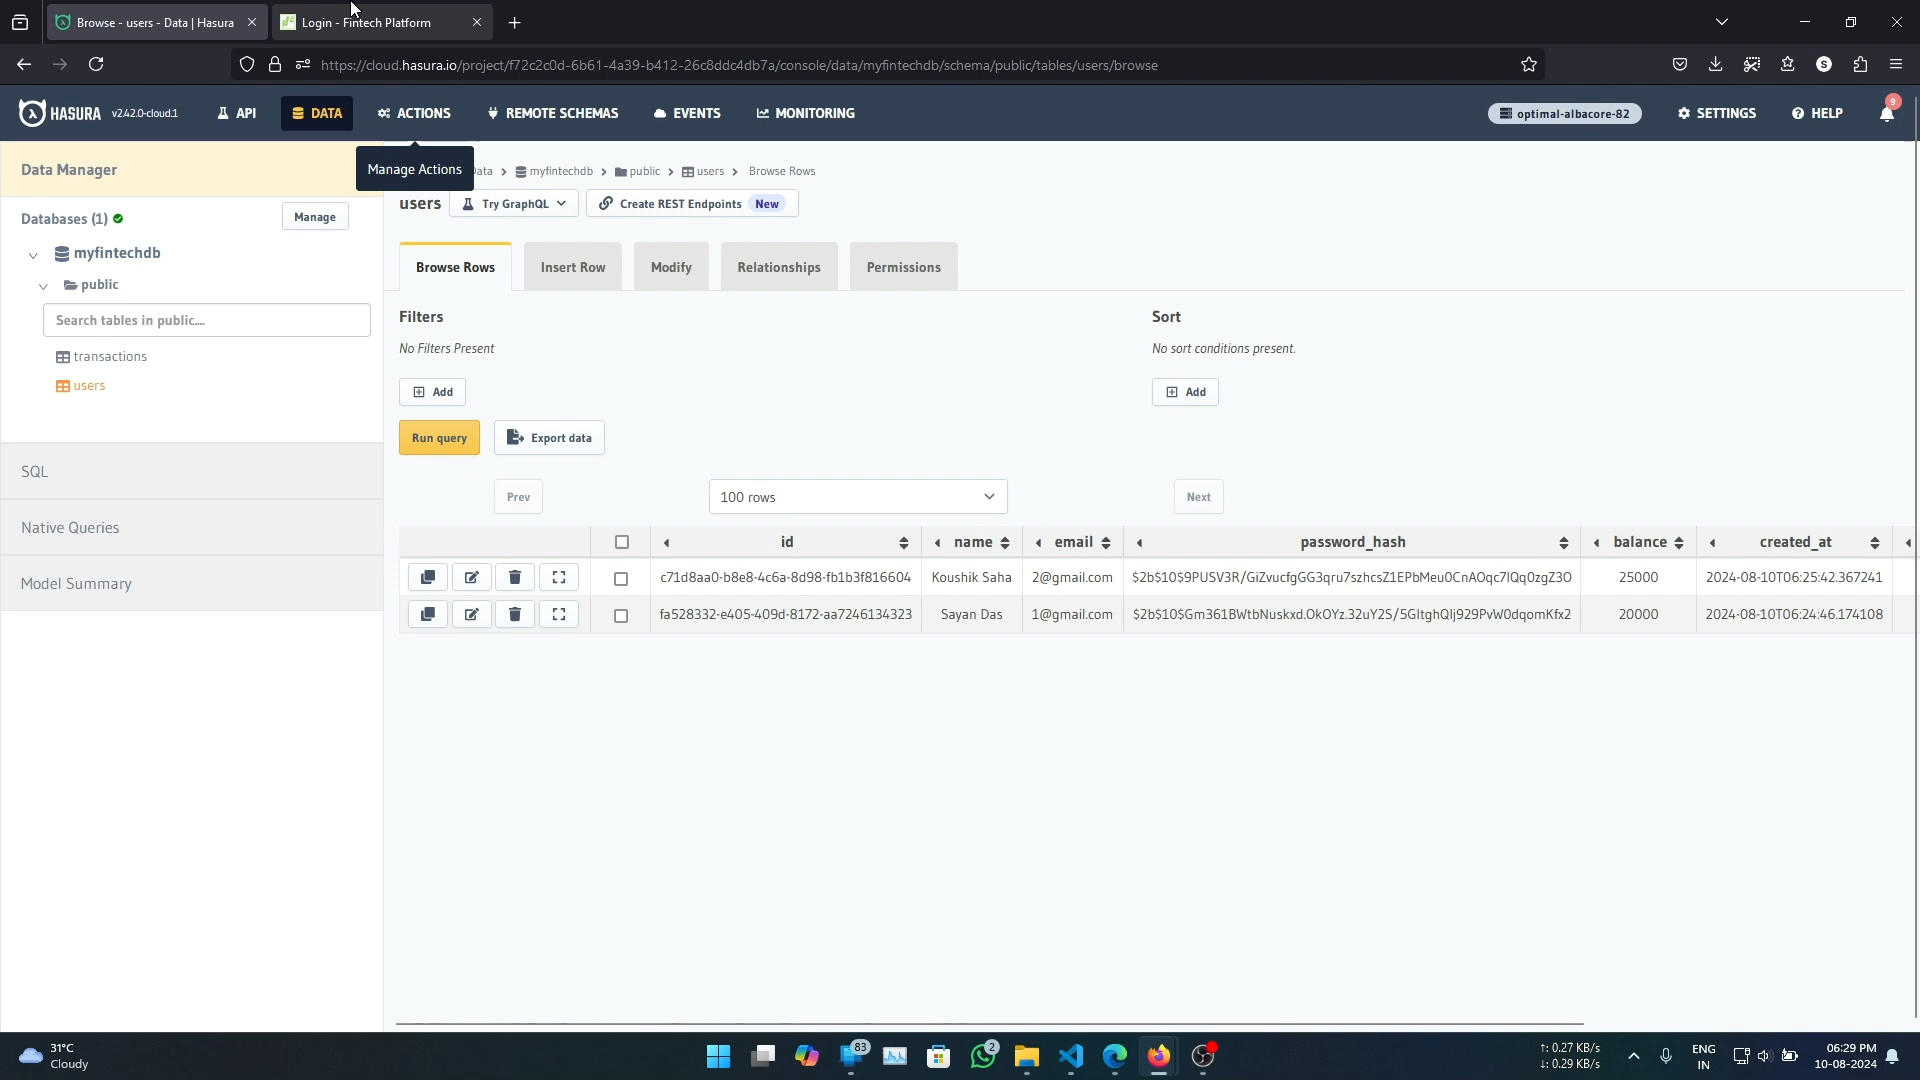 Browse - users - Data | Hasura
Login - Fintech Platform
https://cloud.hasura.io/project/f72c2c0d-6b61-4a39-b412-26c8ddc4db7a/console/data/myfintechdb/schema/public/tables/users/browse
S
HASURA v2.42.0-cloud.1 API DATA ACTIONS REMOTE SCHEMAS EVENTS MONITORING optimal-albacore-82 SETTINGS HELP 9
Data Manager
Manage Actions
Data > myfintechdb > public > users > Browse Rows
Databases (1) Manage
users Try GraphQL Create REST Endpoints New
myfintechdb
public
Search tables in public....
transactions
users
Browse Rows Insert Row Modify Relationships Permissions
Filters Sort
No Filters Present No sort conditions present.
Add Add
Run query Export data
SQL
Native Queries
Model Summary
Prev 100 rows Next
id name email password_hash balance created_at
c71d8aa0-b8e8-4c6a-8d98-fb1b3f816604 Koushik Saha 2@gmail.com $2b$10$9PUSV3R/GiZvucfgGG3qru7szhcsZ1EPbMeu0CnAOqc7lQq0zgZ3O 25000 2024-08-10T06:25:42.367241
fa528332-e405-409d-8172-aa7246134323 Sayan Das 1@gmail.com $2b$10$Gm361BWtbNuskxd.OkOYz.32uY2S/5GltghQlj929PvW0dqomKfx2 20000 2024-08-10T06:24:46.174108
31°C
Cloudy
83
2
↑: 0.27 KB/s
↓: 0.29 KB/s
ENG
IN
06:29 PM
10-08-2024